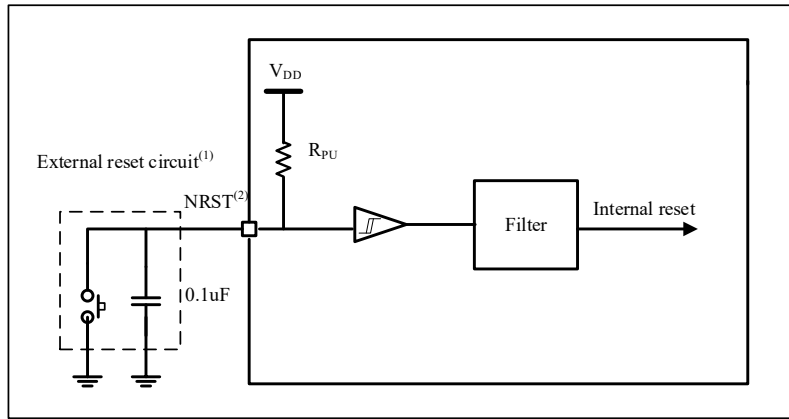 V_DD
R_PU
External reset circuit(1)
NRST(2)
Filter
Internal reset
0.1uF